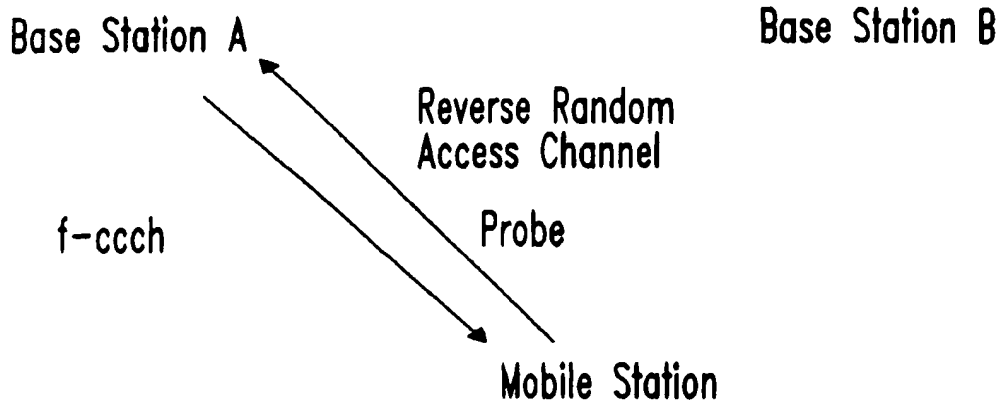 Base Station A
Base Station B
Reverse Random
Access Channel
f-ccch
Probe
Mobile Station